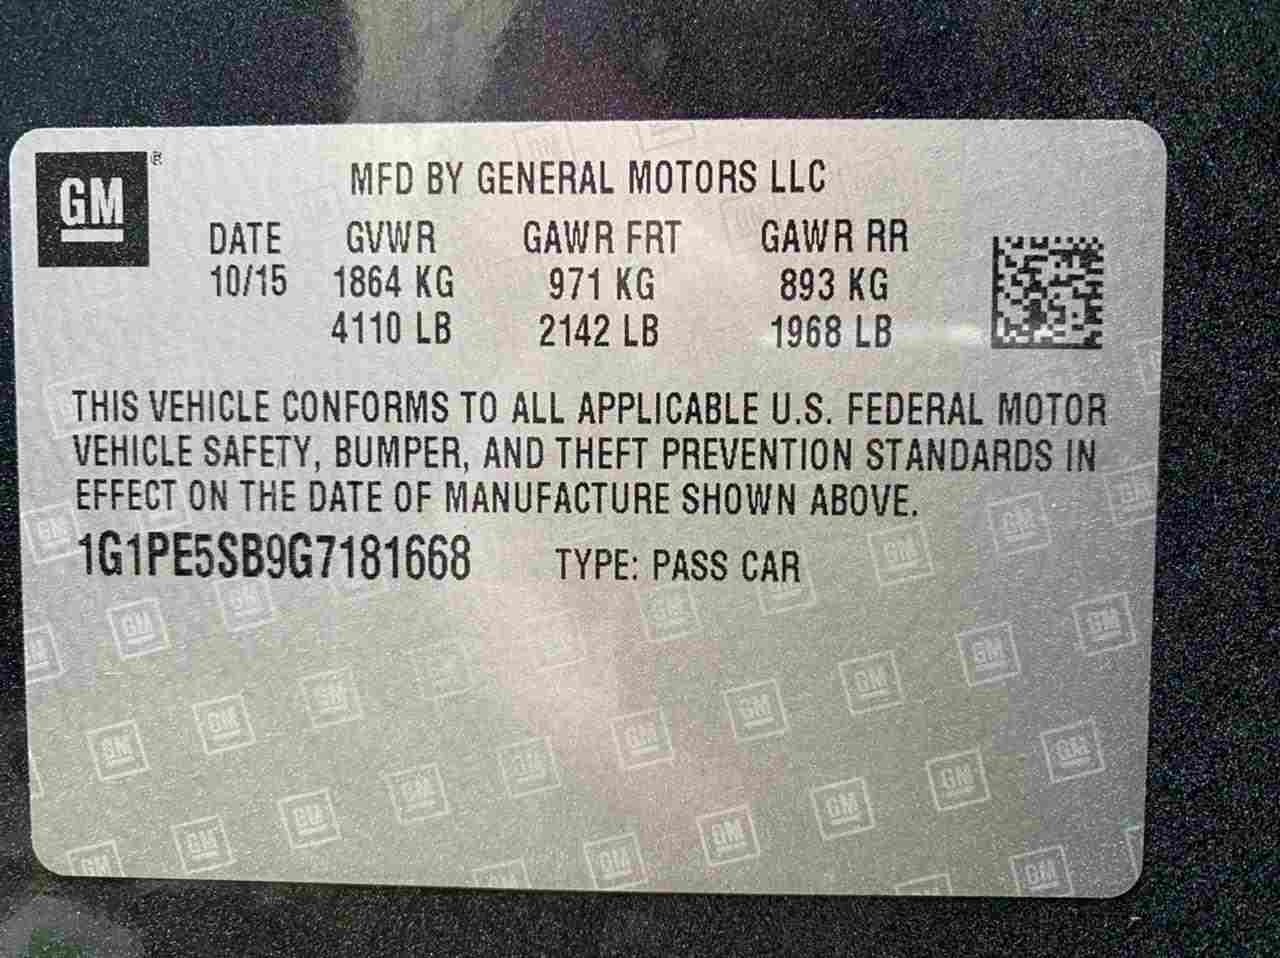 GM ®
MFD BY GENERAL MOTORS LLC
DATE GVWR GAWR FRT GAWR RR
10/15 1864 KG 971 KG 893 KG
4110 LB 2142 LB 1968 LB
THIS VEHICLE CONFORMS TO ALL APPLICABLE U.S. FEDERAL MOTOR
VEHICLE SAFETY, BUMPER, AND THEFT PREVENTION STANDARDS IN
EFFECT ON THE DATE OF MANUFACTURE SHOWN ABOVE.
1G1PE5SB9G7181668 TYPE: PASS CAR